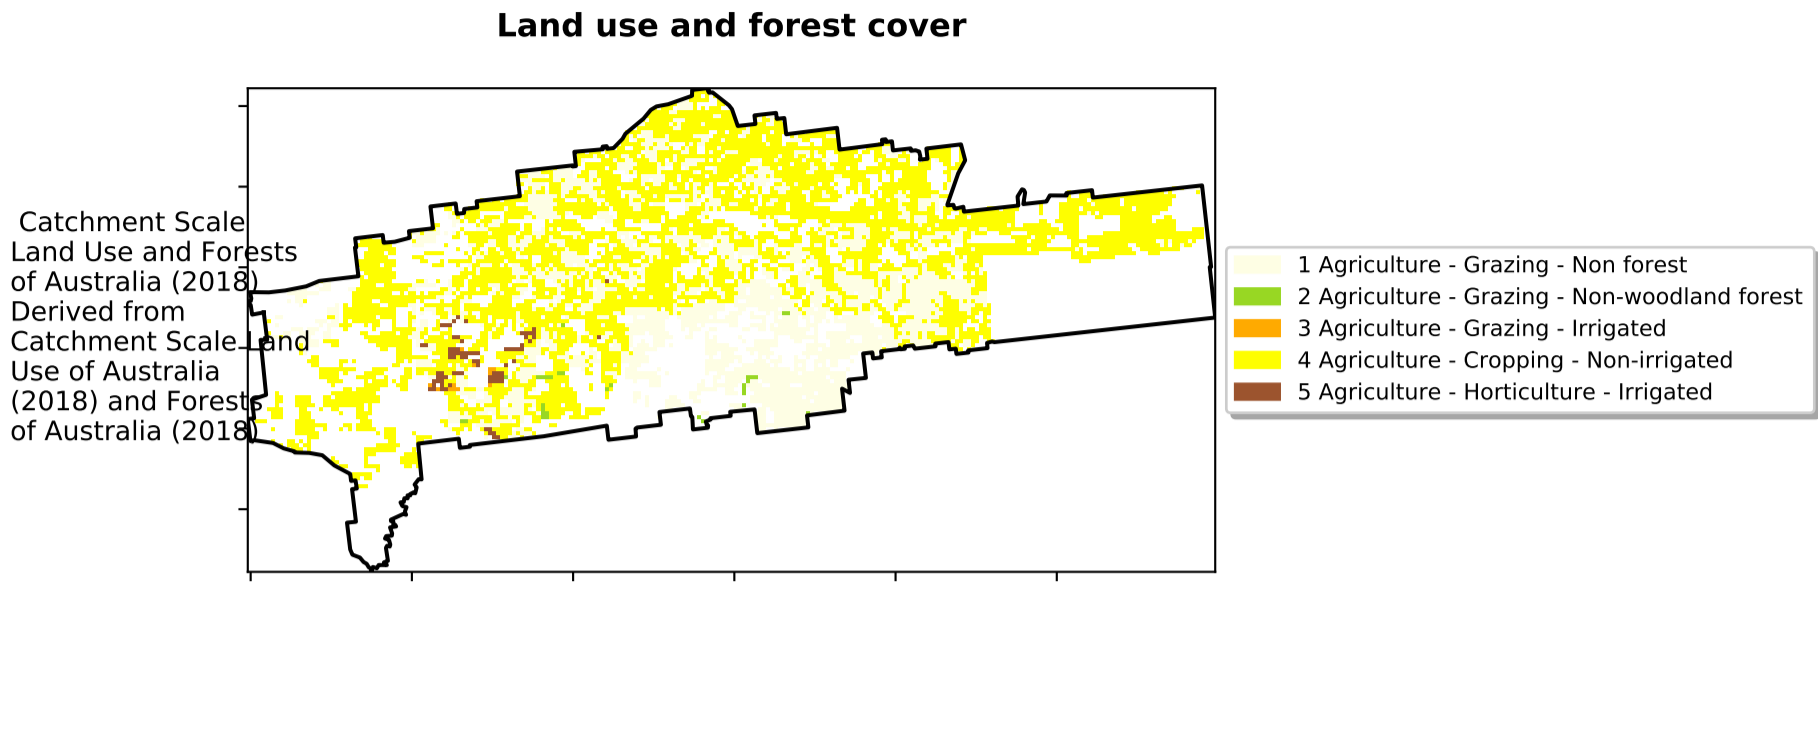 Land use and forest cover
Catchment Scale
Land Use and Forests
of Australia (2018)
Derived from
Catchment Scale Land
Use of Australia
(2018) and Forests
of Australia (2018)
1 Agriculture - Grazing - Non forest
2 Agriculture - Grazing - Non-woodland forest
3 Agriculture - Grazing - Irrigated
4 Agriculture - Cropping - Non-irrigated
5 Agriculture - Horticulture - Irrigated